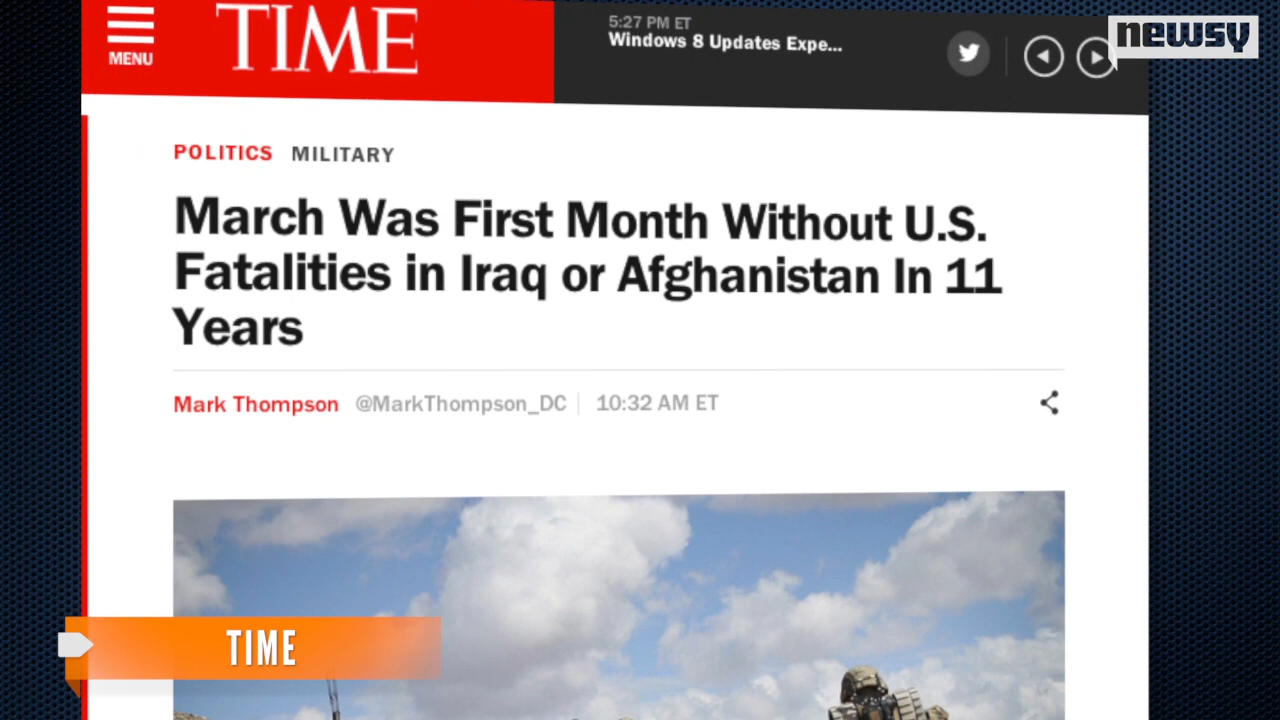 TIME
MENU
5:27 PM ET
Windows 8 Updates Expe...
newsy
POLITICS MILITARY
March Was First Month Without U.S.
Fatalities in Iraq or Afghanistan In 11
Years
Mark Thompson @MarkThompson_DC 10:32 AM ET
TIME